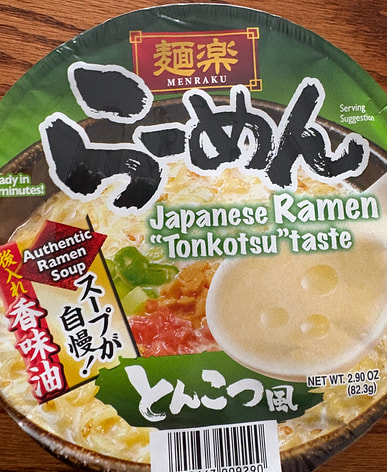 麺楽
MENRAKU
らーめん
Serving
Suggestion
minutes!
Japanese Ramen
"Tonkotsu" taste
Authentic
Ramen
Soup
後入れ
香味油
スープが
自慢!
とんこつ風
NET WT. 2.90 OZ
(82.3g)